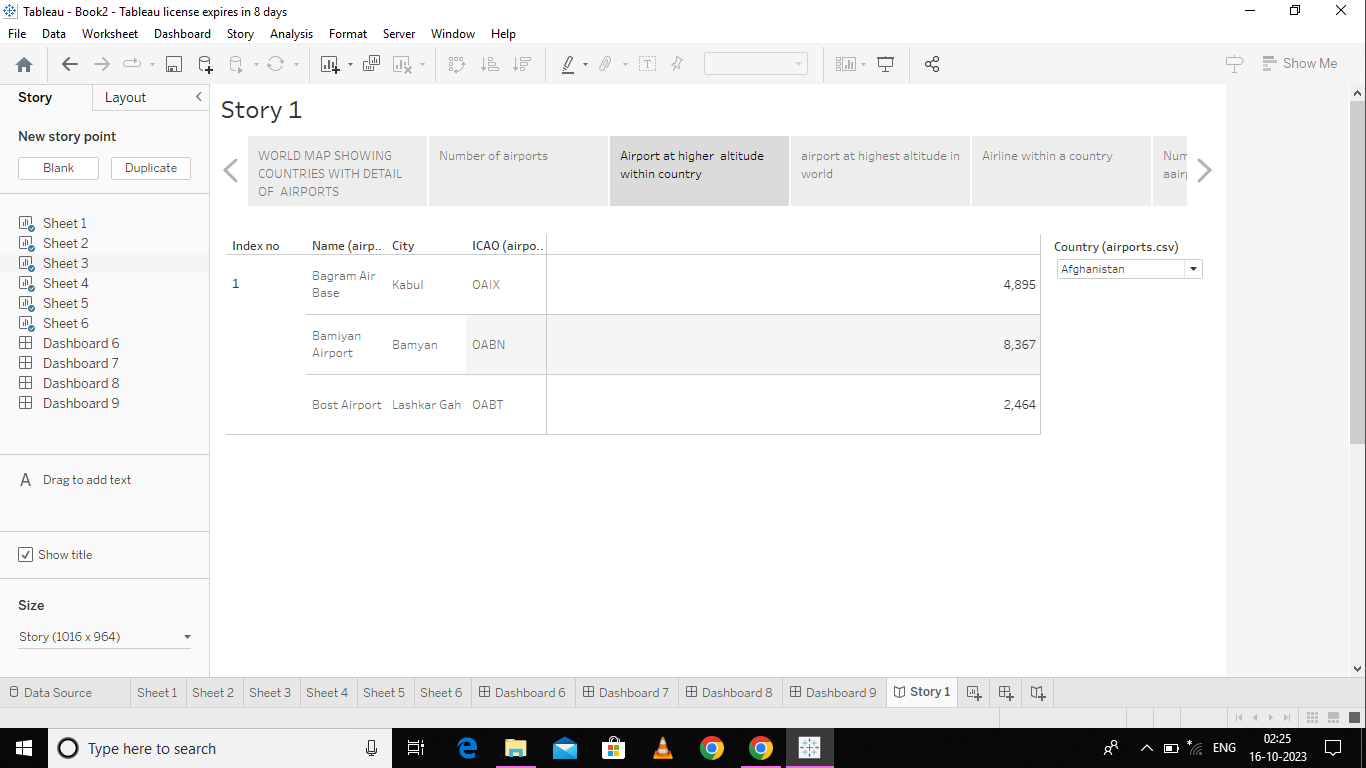 Tableau - Book2 - Tableau license expires in 8 days
File Data Worksheet Dashboard Story Analysis Format Server Window Help
Show Me
Story Layout
New story point
Blank Duplicate
Sheet 1
Sheet 2
Sheet 3
Sheet 4
Sheet 5
Sheet 6
Dashboard 6
Dashboard 7
Dashboard 8
Dashboard 9
A Drag to add text
Show title
Size
Story (1016 x 964)
Story 1
WORLD MAP SHOWING
COUNTRIES WITH DETAIL
OF AIRPORTS
Number of airports
Airport at higher altitude
within country
airport at highest altitude in
world
Airline within a country
Num
aairp
Index no Name (airp.. City ICAO (airpo..
1 Bagram Air
Base Kabul OAIX 4,895
Bamiyan
Airport Bamyan OABN 8,367
Bost Airport Lashkar Gah OABT 2,464
Country (airports.csv)
Afghanistan
Data Source Sheet 1 Sheet 2 Sheet 3 Sheet 4 Sheet 5 Sheet 6 Dashboard 6 Dashboard 7 Dashboard 8 Dashboard 9 Story 1
Type here to search
ENG
02:25
16-10-2023